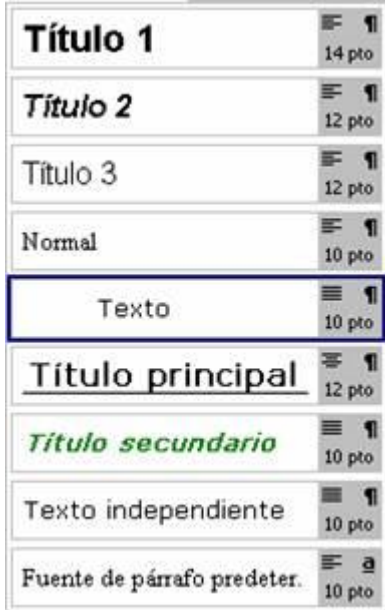 Título 1
14 pto
Título 2
12 pto
Título 3
12 pto
Normal
10 pto
Texto
10 pto
Título principal
12 pto
Título secundario
10 pto
Texto independiente
10 pto
Fuente de párrafo predeter.
a
10 pto